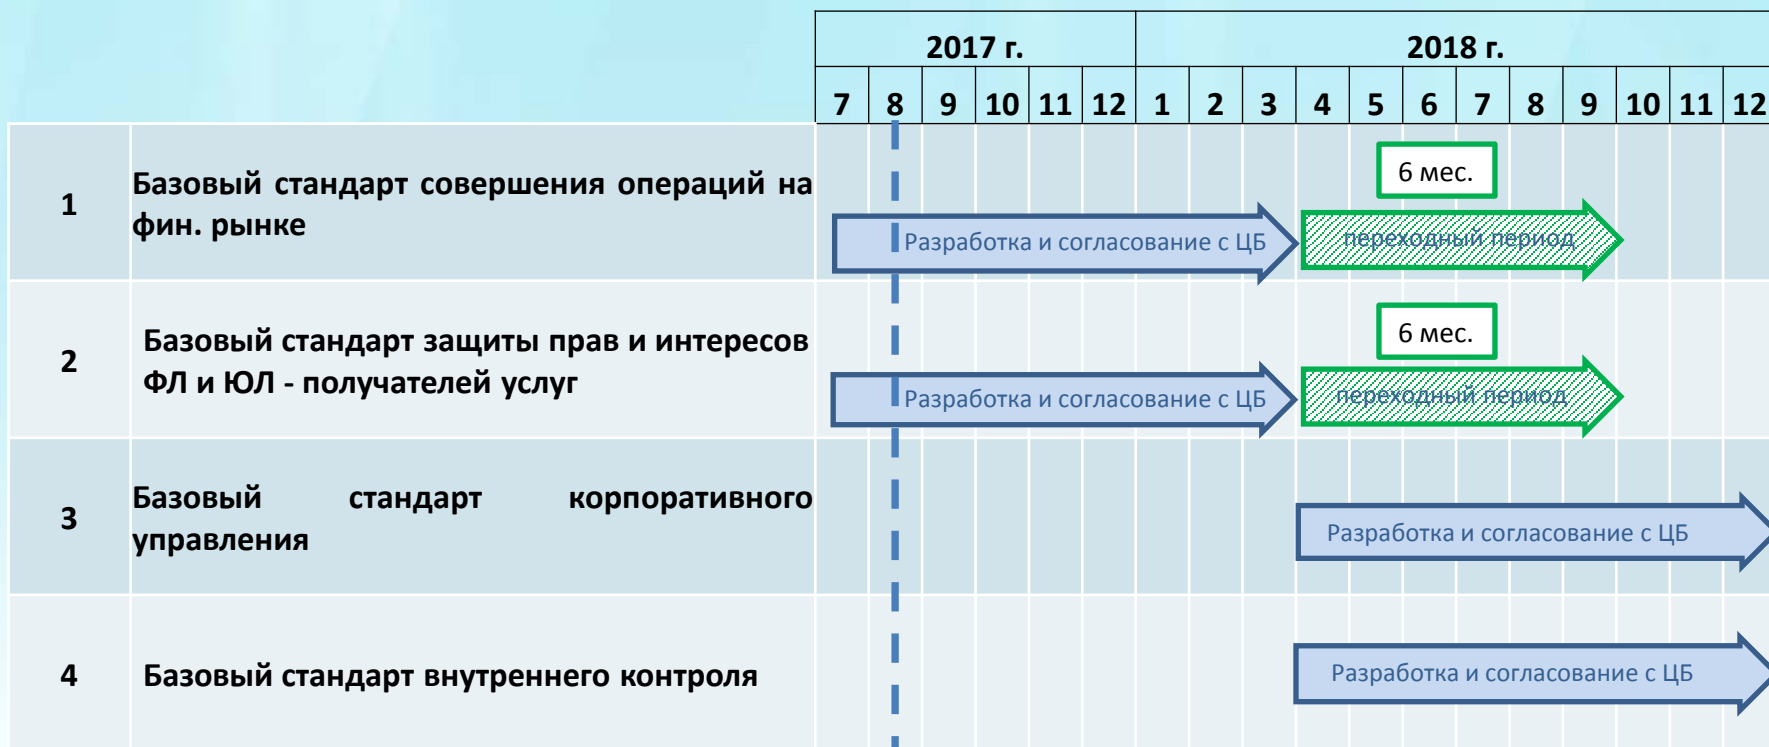 2017 г. 2018 г.
7 8 9 10 11 12 1 2 3 4 5 6 7 8 9 10 11 12
1
Базовый стандарт совершения операций на
фин. рынке
6 мес.
Разработка и согласование с ЦБ
переходный период
2
Базовый стандарт защиты прав и интересов
ФЛ и ЮЛ - получателей услуг
6 мес.
Разработка и согласование с ЦБ
переходный период
3
Базовый стандарт корпоративного
управления
Разработка и согласование с ЦБ
4
Базовый стандарт внутреннего контроля
Разработка и согласование с ЦБ